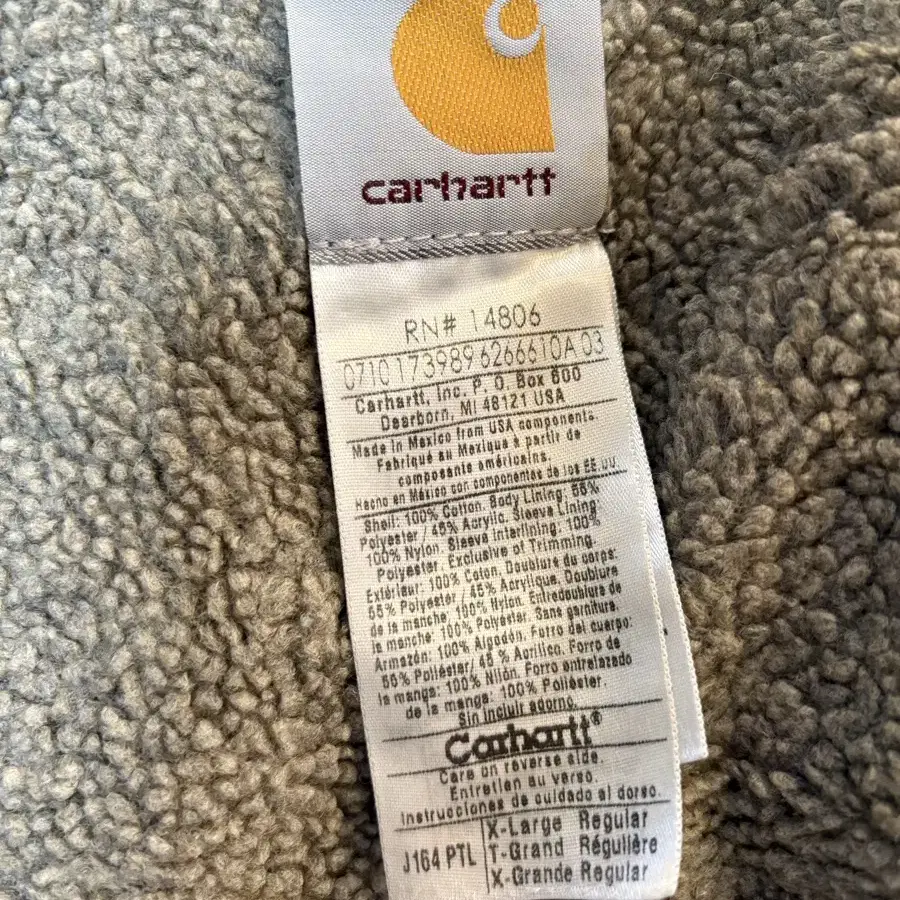 carhartt
RN# 14806
0710173989626661OA 03
Carhartt, Inc. P. O. Box 600
Dearborn, MI 48121 USA
Made in Mexico from USA components.
Fabriqué au Mexique à partir de
composants américains.
Hecho en México con componentes de los EE.UU.
Shell: 100% Cotton. Body Lining: 55%
Polyester/ 45% Acrylic. Sleeve Lining:
100% Nylon. Sleeve interlining: 100%
Polyester. Exclusive of Trimming.
Extérieur: 100% Coton. Doublure du corps:
55% Polyester/ 45% Acrylique. Doublure
de la manche: 100% Nylon. Entredoublure de
la manche: 100% Polyester. Sans garniture.
Armazón: 100% Algodón. Forro del cuerpo:
55% Poliéster/ 45% Acrílico. Forro de
la manga: 100% Nilón. Forro entrelazado
de la manga: 100% Poliéster.
Sin incluir adorno.
Carhartt®
Care on reverse side.
Entretien au verso.
Instrucciones de cuidado al dorso.
J164 PTL
X-Large Regular
T-Grand Régulière
X-Grande Regular